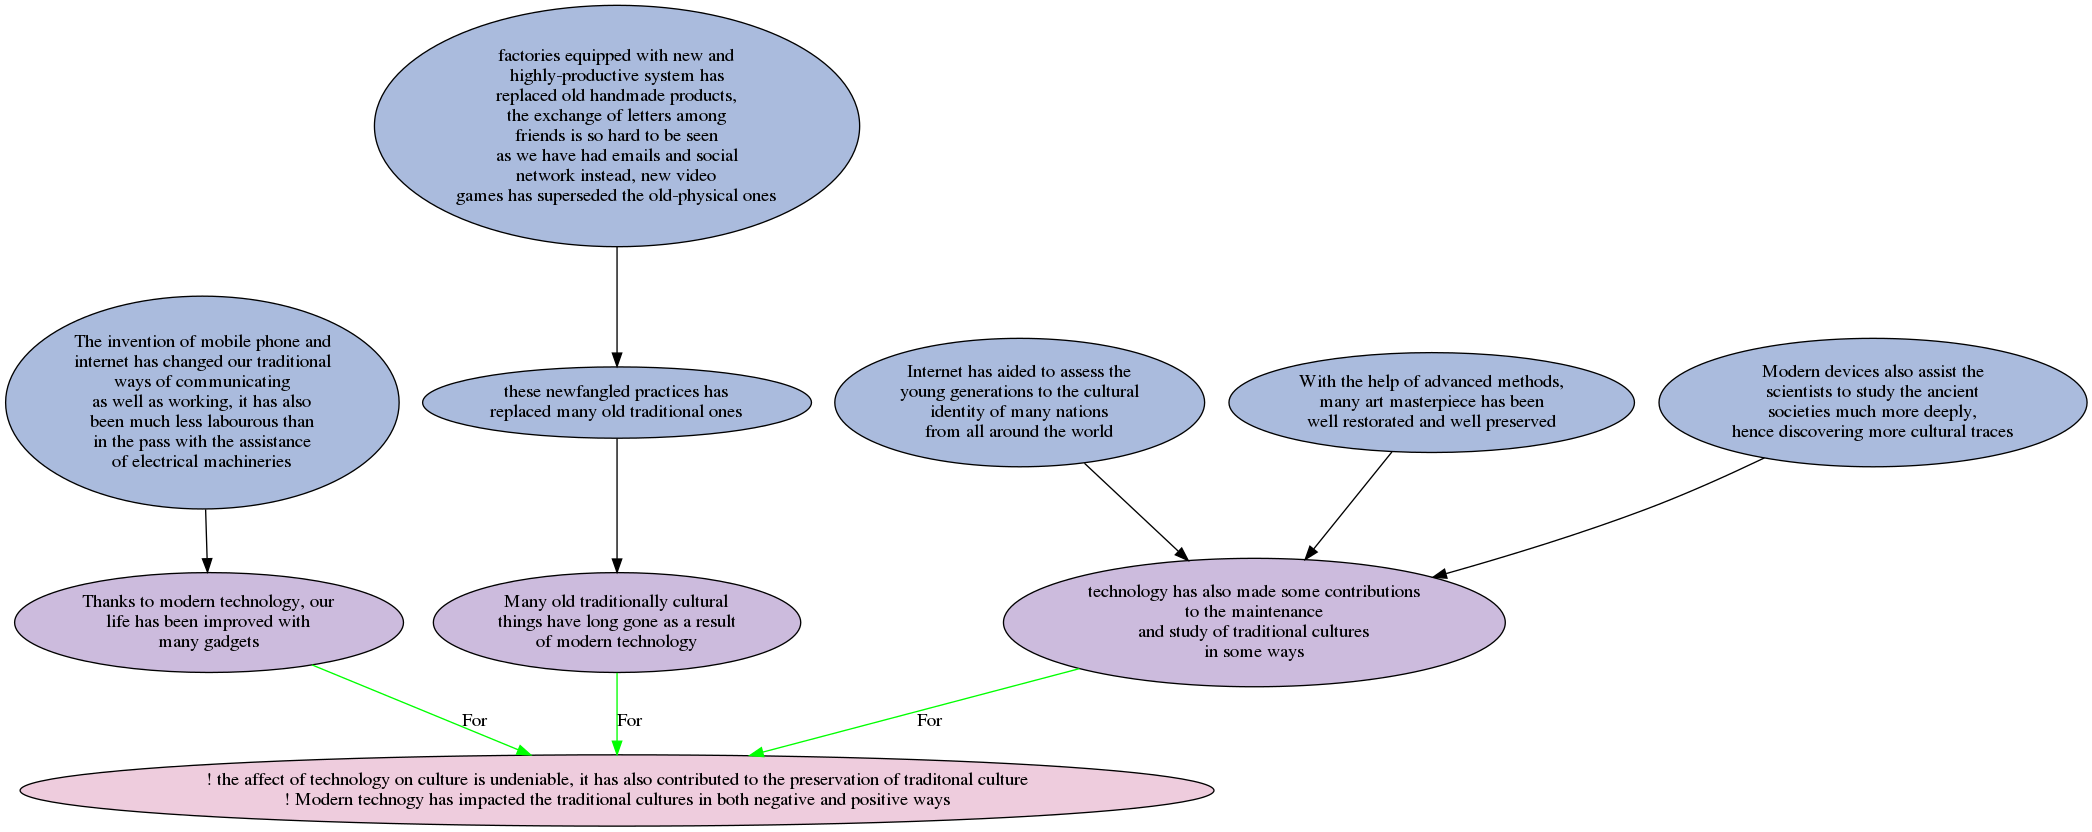 factories equipped with new and
highly-productive system has
replaced old handmade products,
the exchange of letters among
friends is so hard to be seen
as we have had emails and social
network instead, new video
games has superseded the old-physical ones
The invention of mobile phone and
internet has changed our traditional
ways of communicating
as well as working, it has also
been much less labourous than
in the pass with the assistance
of electrical machineries
these newfangled practices has
replaced many old traditional ones
Internet has aided to assess the
young generations to the cultural
identity of many nations
from all around the world
With the help of advanced methods,
many art masterpiece has been
well restorated and well preserved
Modern devices also assist the
scientists to study the ancient
societies much more deeply,
hence discovering more cultural traces
Thanks to modern technology, our
life has been improved with
many gadgets
Many old traditionally cultural
things have long gone as a result
of modern technology
technology has also made some contributions
to the maintenance
and study of traditional cultures
in some ways
For
For
For
! the affect of technology on culture is undeniable, it has also contributed to the preservation of traditonal culture
! Modern technogy has impacted the traditional cultures in both negative and positive ways